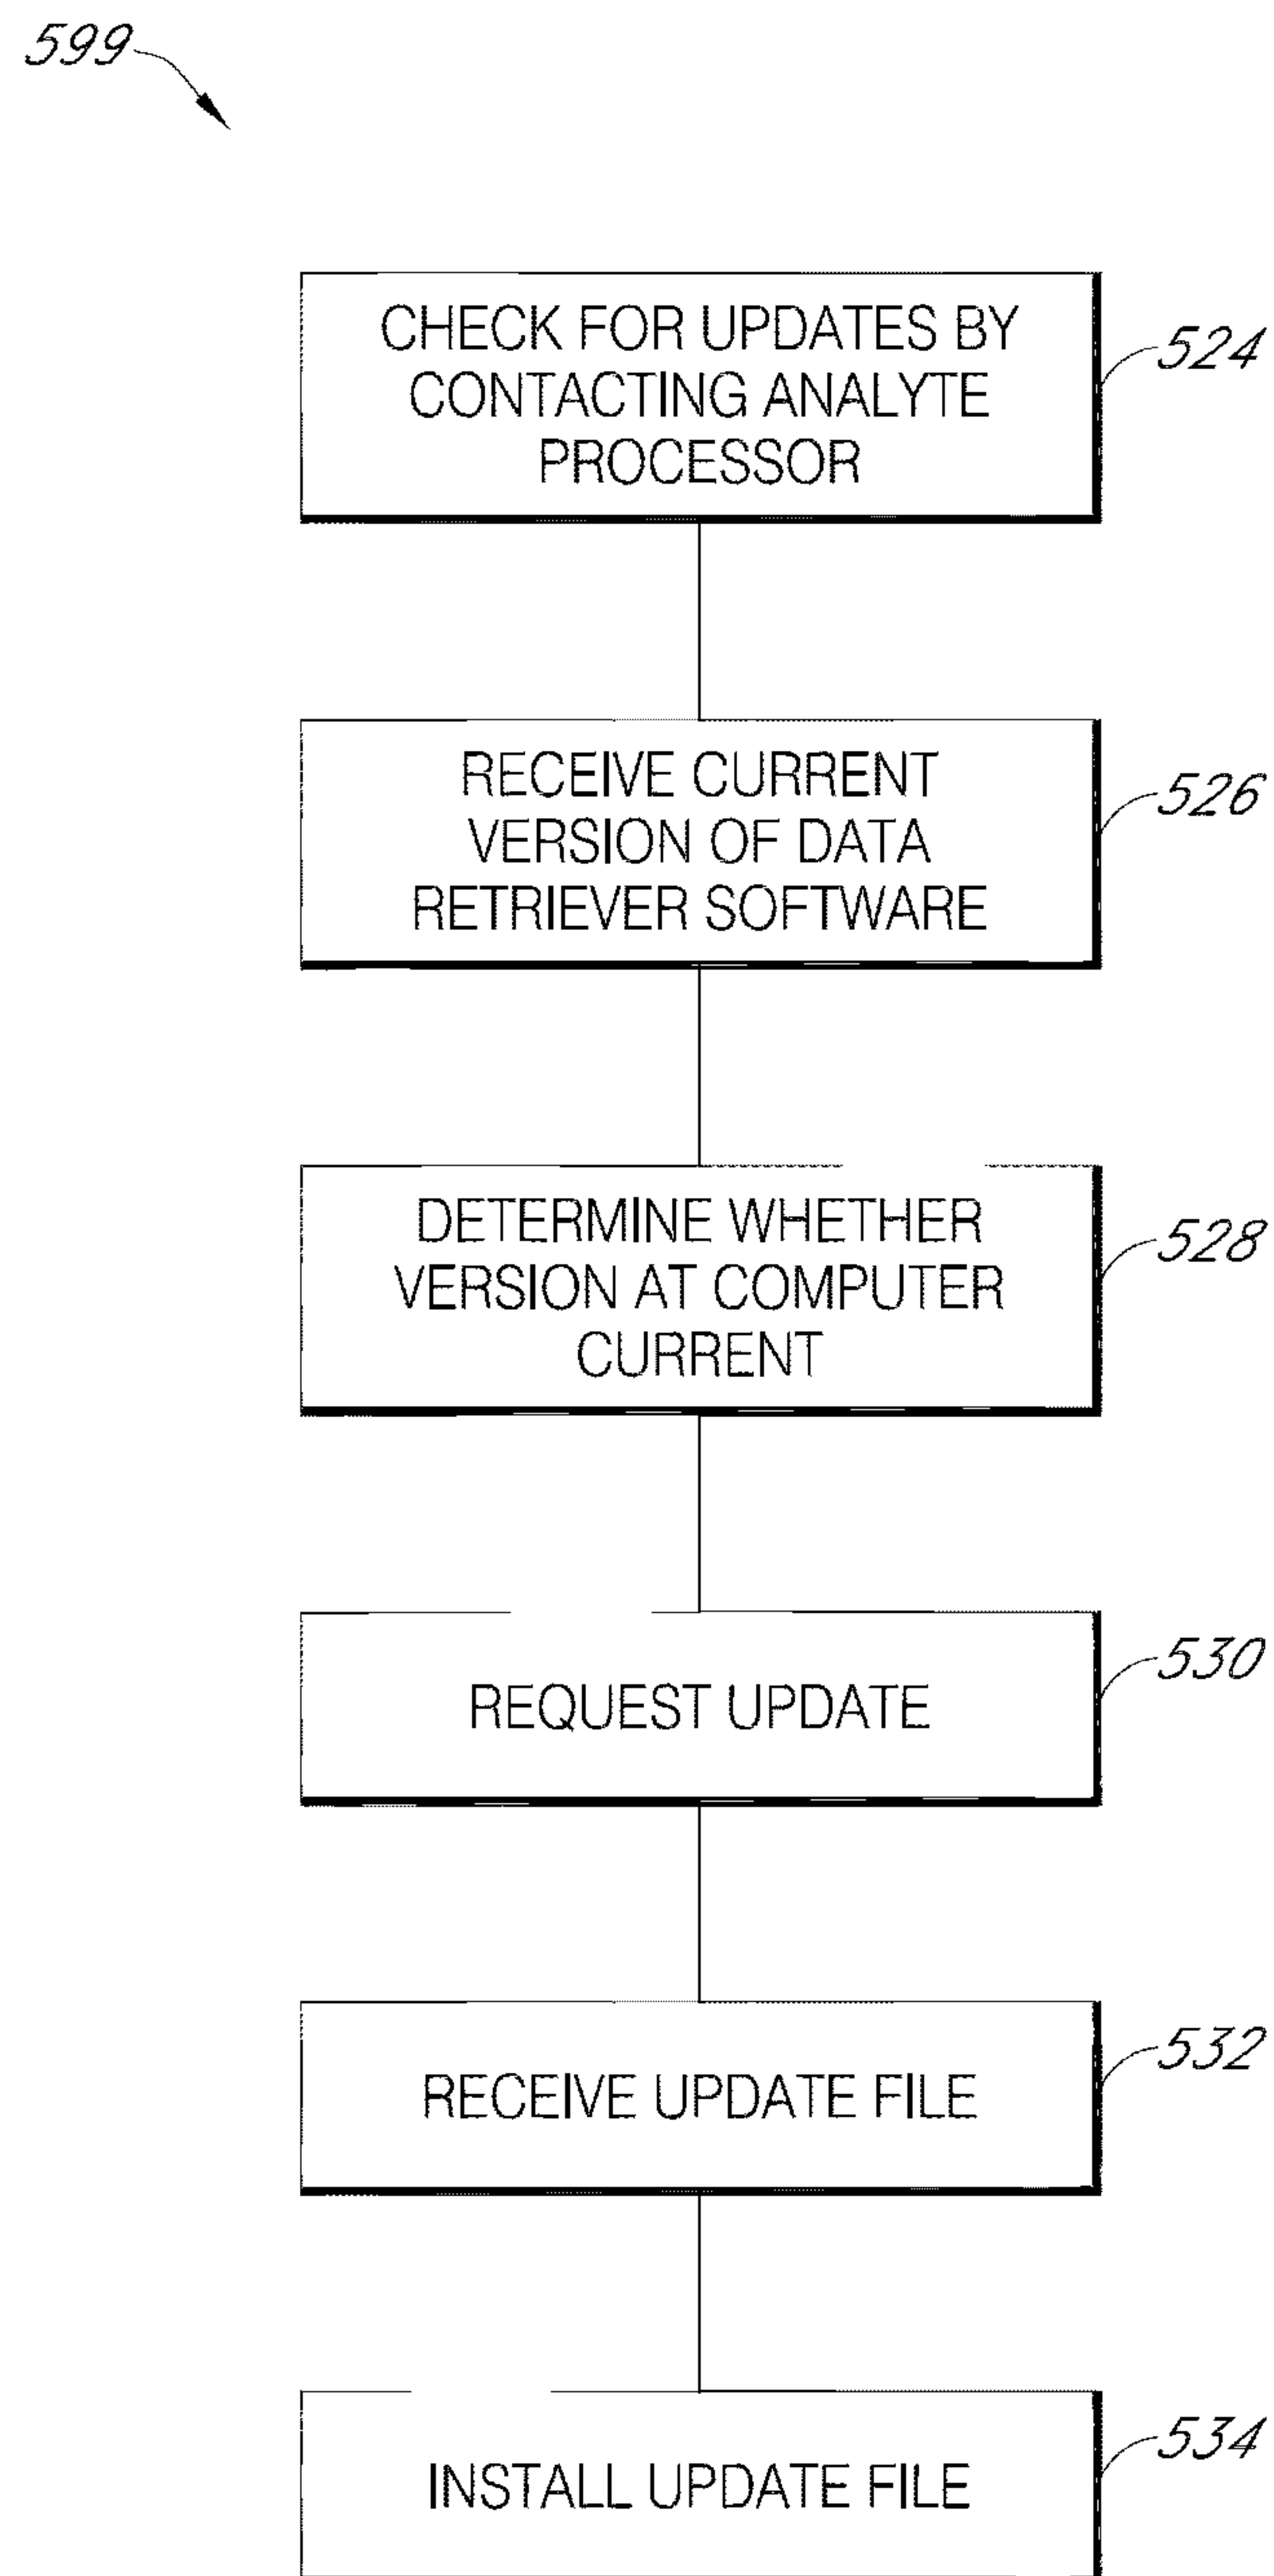 599
CHECK FOR UPDATES BY
CONTACTING ANALYTE
PROCESSOR
524
RECEIVE CURRENT
VERSION OF DATA
RETRIEVER SOFTWARE
526
DETERMINE WHETHER
VERSION AT COMPUTER
CURRENT
528
REQUEST UPDATE
530
RECEIVE UPDATE FILE
532
INSTALL UPDATE FILE
534